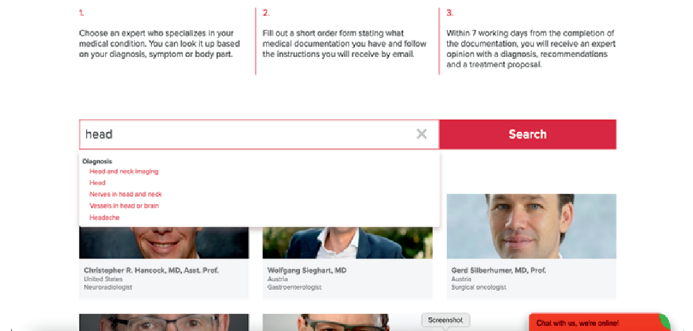 1.
Choose an expert who specializes in your
medical condition. You can look it up based
on your diagnosis, symptom or body part.
2.
Fill out a short order form stating what
medical documentation you have and follow
the instructions you will receive by email.
3.
Within 7 working days from the completion of
the documentation, you will receive an expert
opinion with a diagnosis, recommendations
and a treatment proposal.
head
Search
Diagnosis
Head and neck imaging
Head
Nerves in head and neck
Vessels in head or brain
Headache
Christopher R. Hancock, MD, Asst. Prof.
United States
Neuroradiologist
Wolfgang Sieghart, MD
Austria
Gastroenterologist
Gerd Silberhumer, MD, Prof.
Austria
Surgical oncologist
Screenshot
Chat with us, we're online!